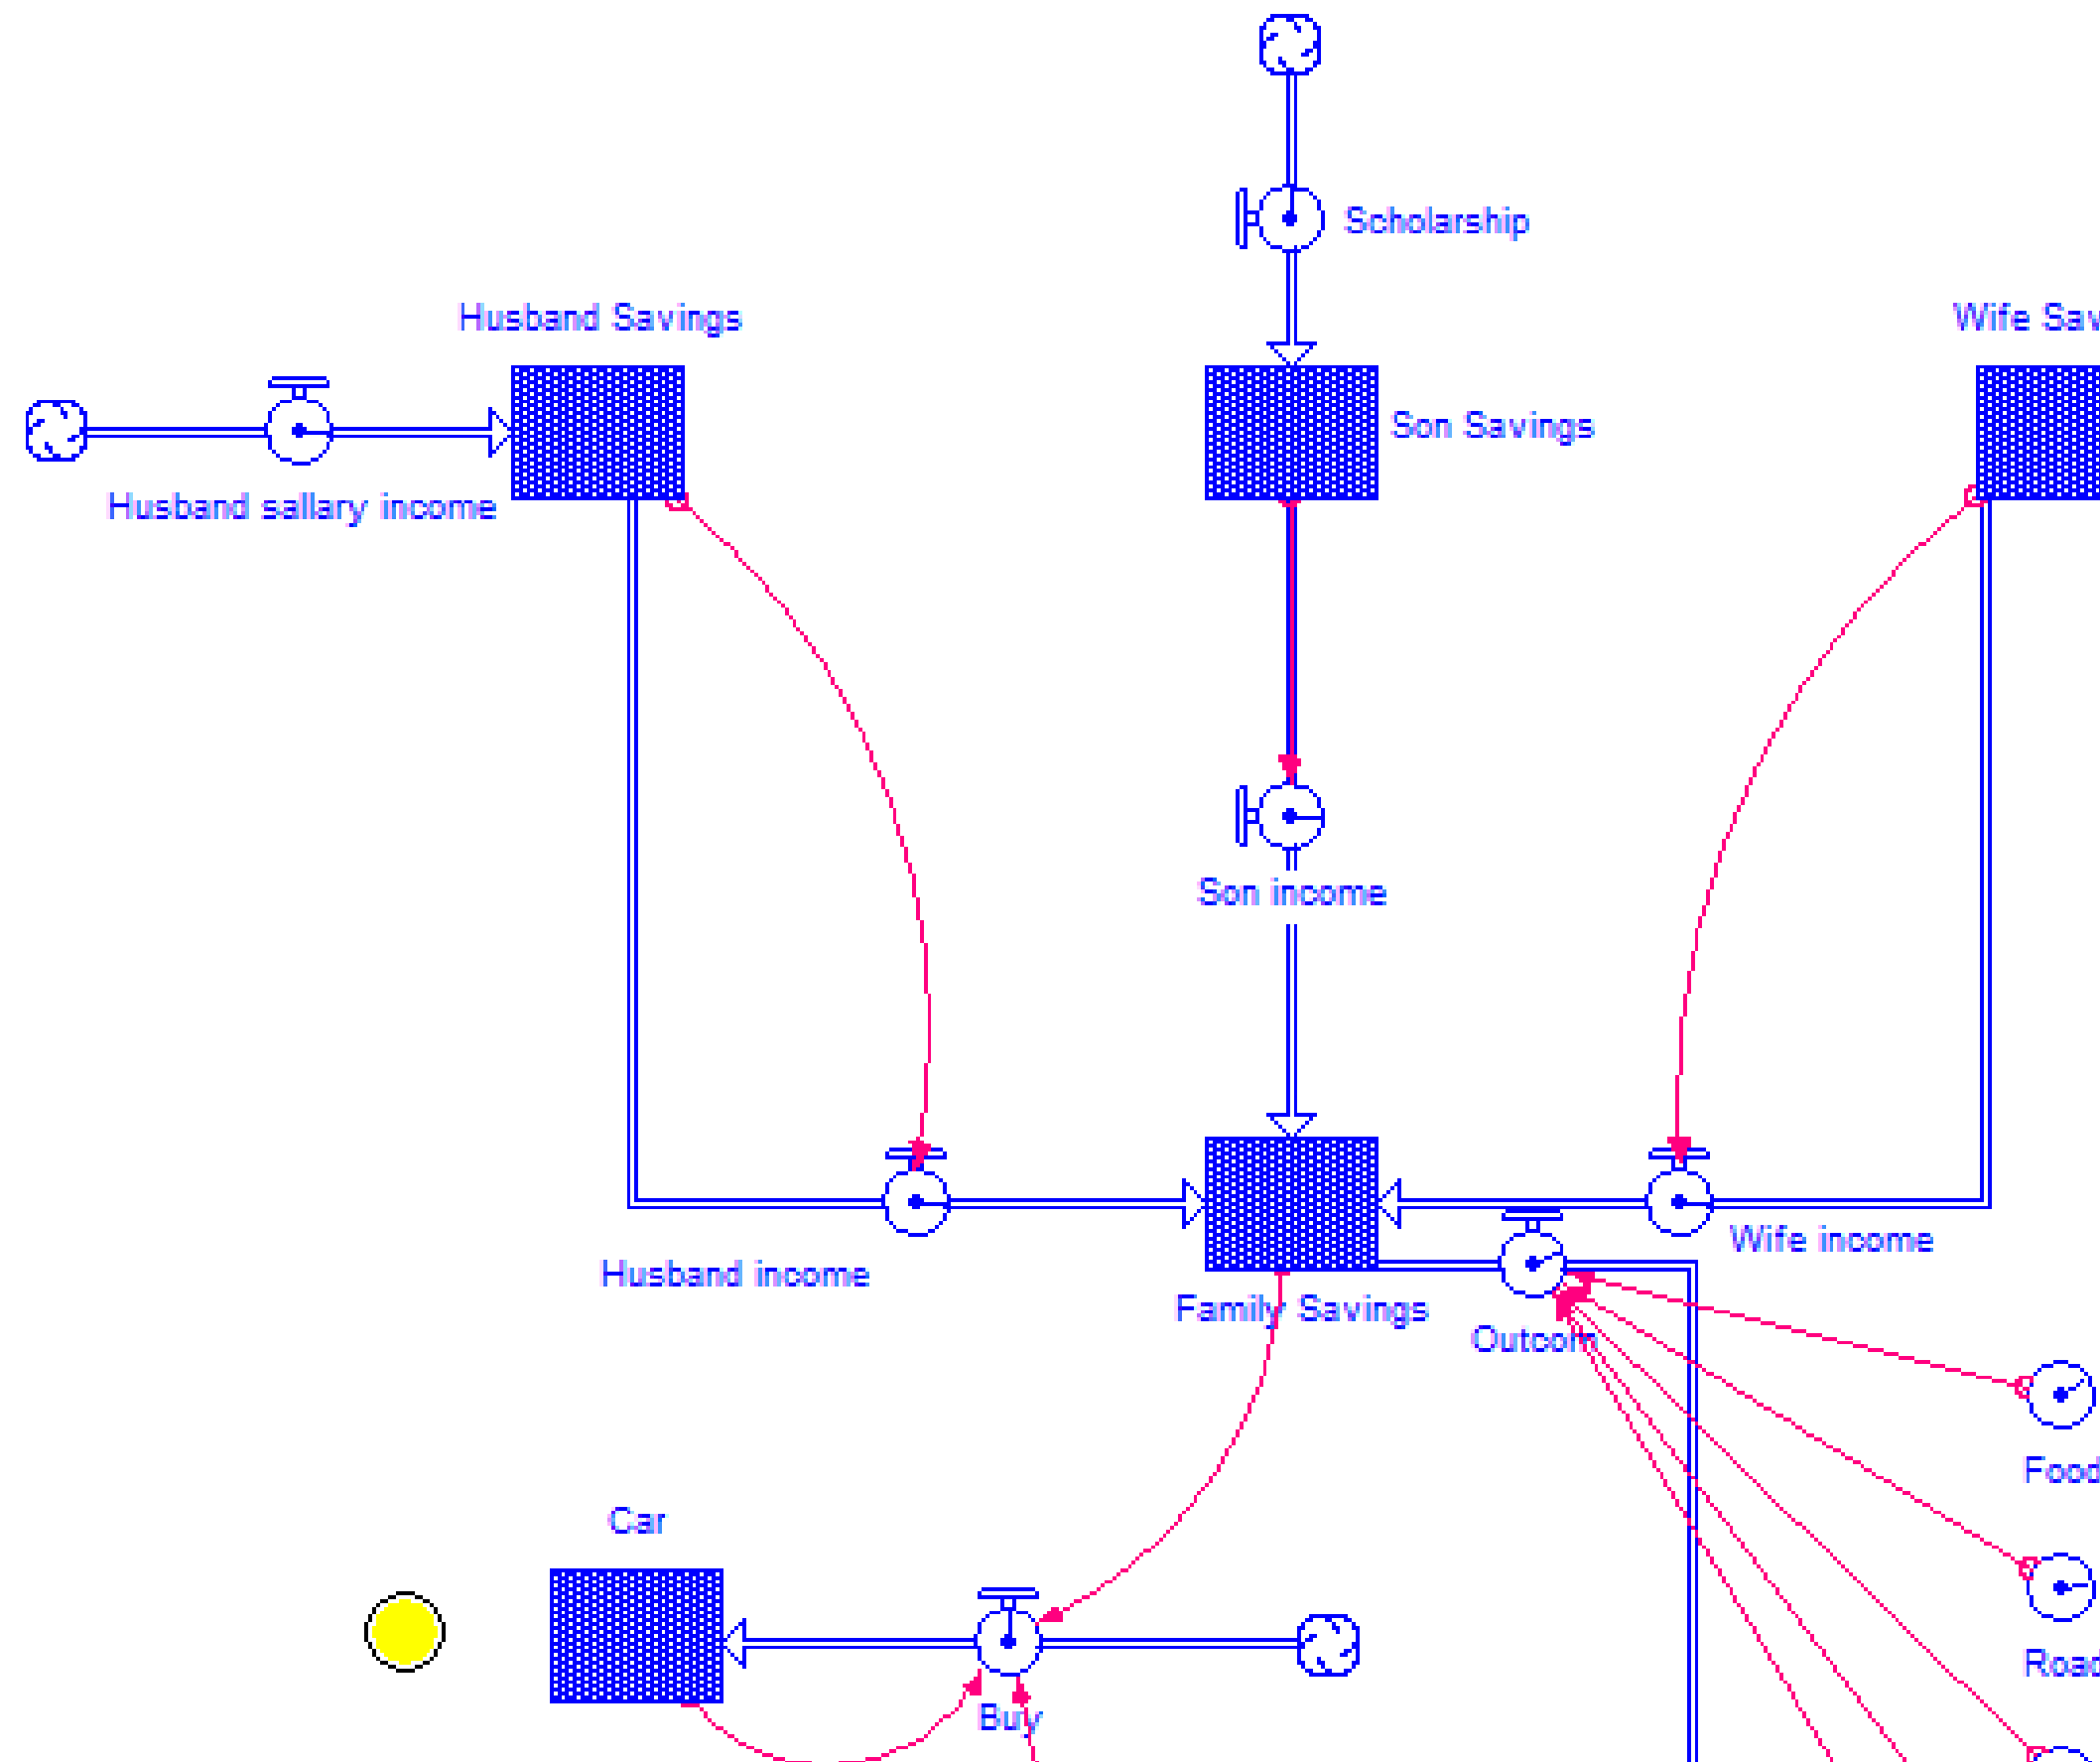 Scholarship
Husband Savings
Wife Sav
Son Savings
Husband sallary income
Son income
Wife income
Husband income
Family Savings
Outcom
Food
Car
Road
Buy